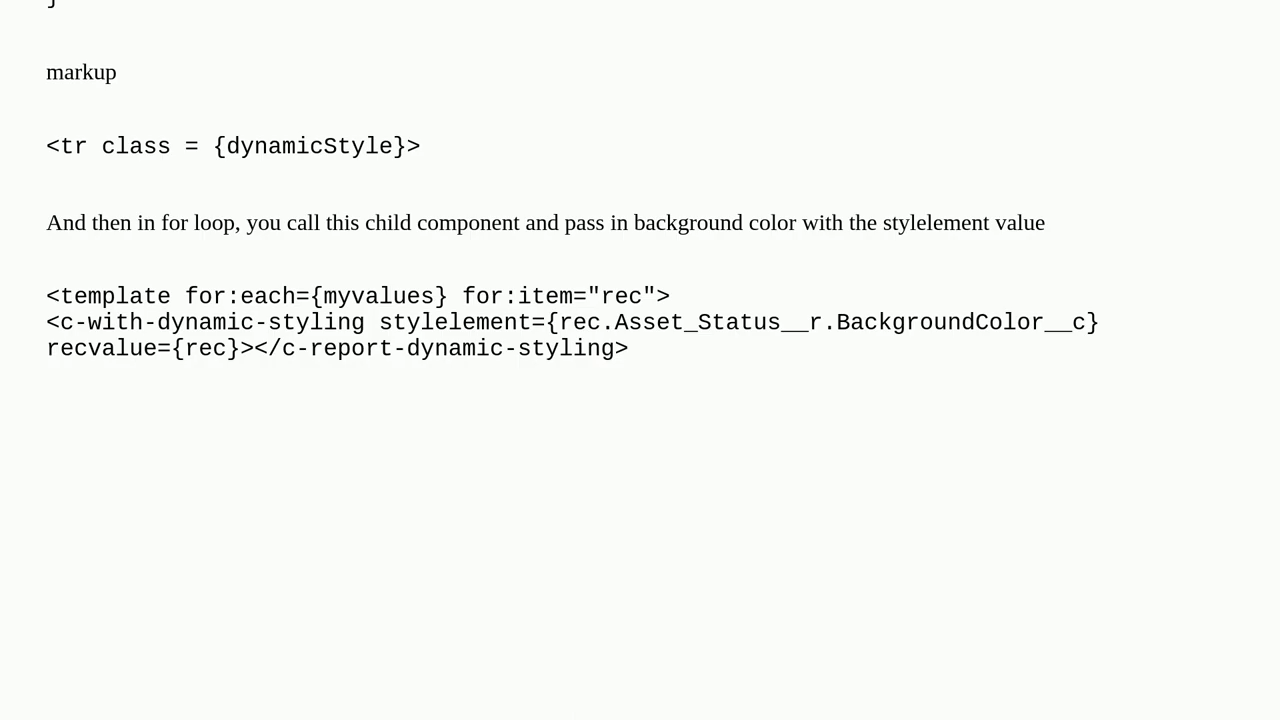 }
markup
<tr class = {dynamicStyle}>
And then in for loop, you call this child component and pass in background color with the stylelement value
<template for:each={myvalues} for:item="rec">
<c-with-dynamic-styling stylelement={rec.Asset_Status__r.BackgroundColor__c}
recvalue={rec}></c-report-dynamic-styling>